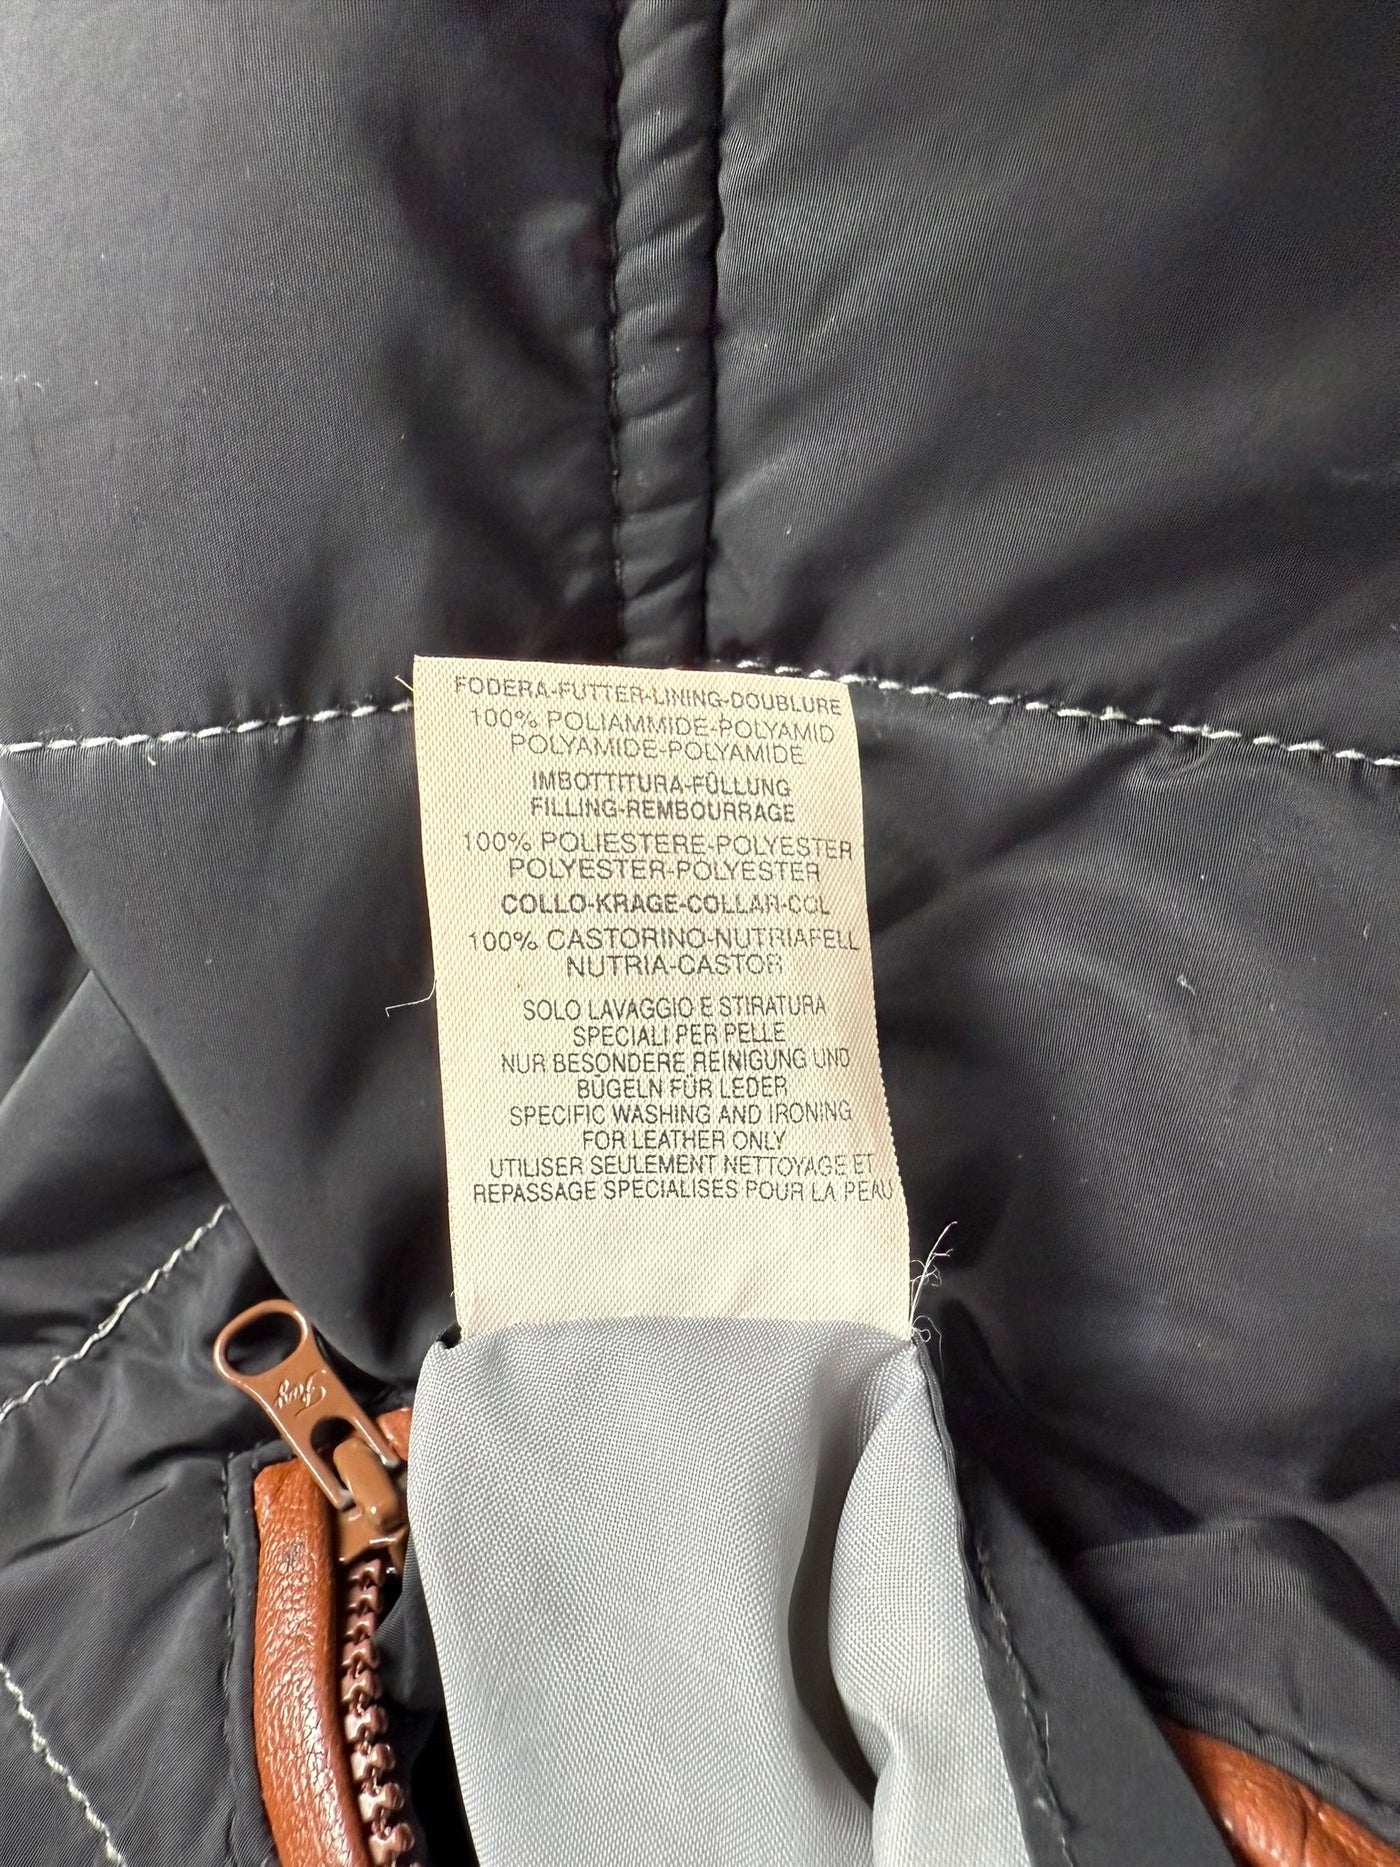 FODERA-FUTTER-LINING-DOUBLURE
100% POLIAMMIDE-POLYAMID
POLYAMIDE-POLYAMIDE
IMBOTTITURA-FÜLLUNG
FILLING-REMBOURRAGE
100% POLIESTERE-POLYESTER
POLYESTER-POLYESTER
COLLO-KRAGE-COLLAR-COL
100% CASTORINO-NUTRIAFELL
NUTRIA-CASTOR
SOLO LAVAGGIO E STIRATURA
SPECIALI PER PELLE
NUR BESONDERE REINIGUNG UND
BÜGELN FÜR LEDER
SPECIFIC WASHING AND IRONING
FOR LEATHER ONLY
UTILISER SEULEMENT NETTOYAGE ET
REPASSAGE SPECIALISES POUR LA PEAU
Fay